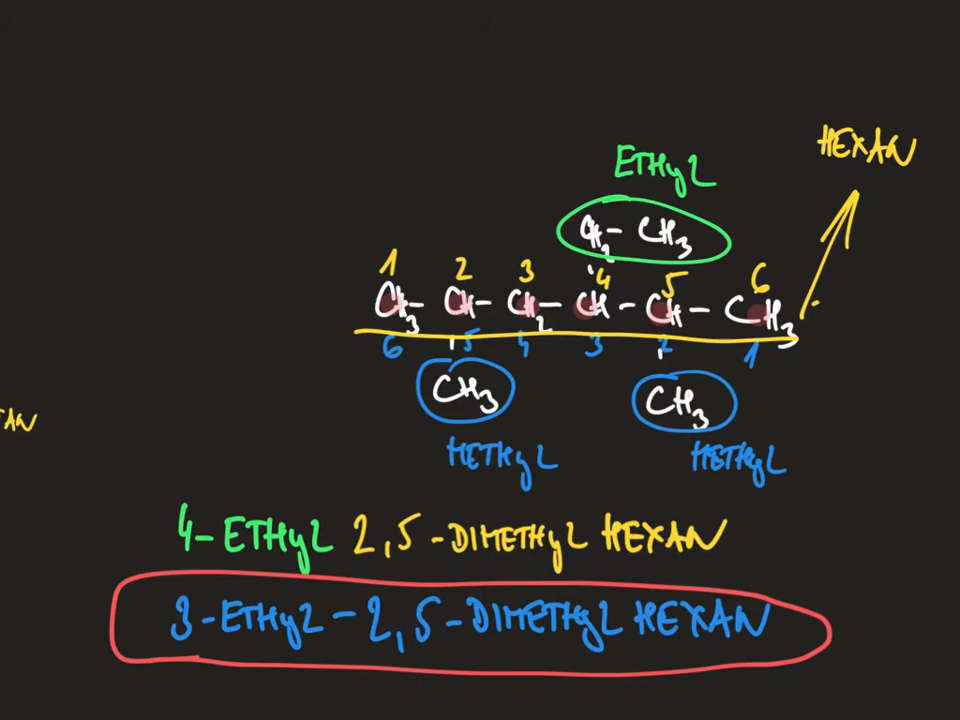 HEXAN
ETHyL
CH2- CH3
1 2 3 4 5 6
CH3- CH- CH2- CH - CH - CH3
6 5 4 3 2 1
CH3 CH3
METHyL METHyL
TAN
4-ETHyL 2,5-DIMETHyL HEXAN
3-ETHyL-2,5-DIMETHyL HEXAN